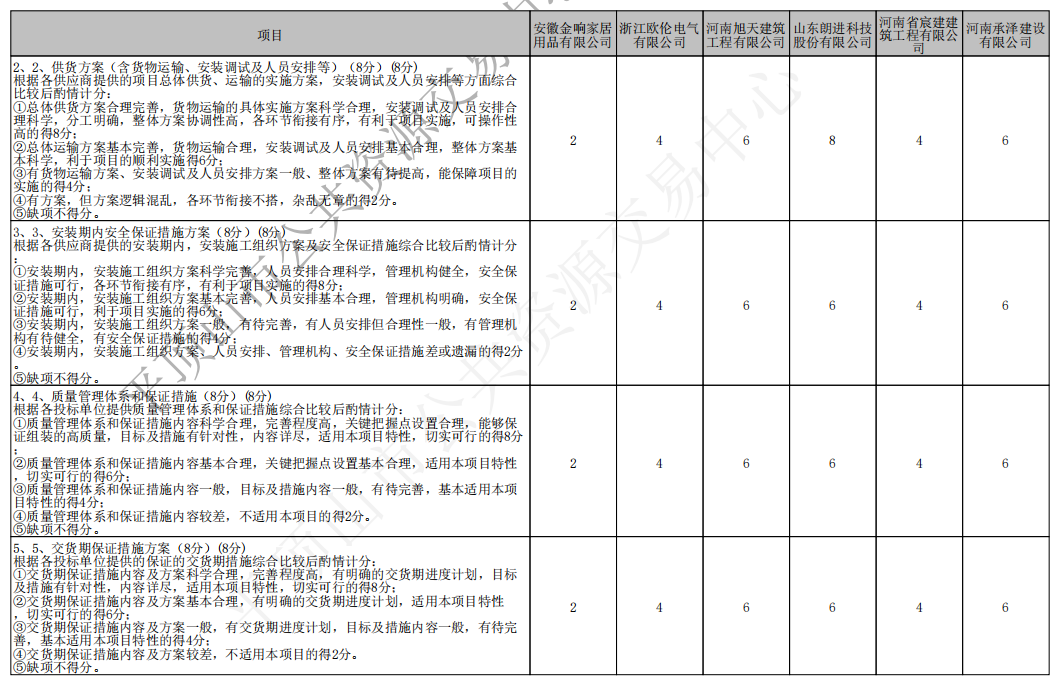 项目
安徽金响家居
用品有限公司
浙江欧伦电气
有限公司
河南旭天建筑
工程有限公司
山东朗进科技
股份有限公司
河南省宸建建
筑工程有限公
司
河南承泽建设
有限公司
2、2、供货方案（含货物运输、安装调试及人员安排等）（8分）(8分)
根据各供应商提供的项目总体供货、运输的实施方案，安装调试及人员安排等方面综合
比较后酌情计分：
①总体供货方案合理完善，货物运输的具体实施方案科学合理，安装调试及人员安排合
理科学，分工明确，整体方案协调性高，各环节衔接有序，有利于项目实施，可操作性
高的得8分；
②总体运输方案基本完善，货物运输合理，安装调试及人员安排基本合理，整体方案基
本科学，利于项目的顺利实施得6分；
③有货物运输方案、安装调试及人员安排方案一般、整体方案有待提高，能保障项目的
实施的得4分；
④有方案，但方案逻辑混乱，各环节衔接不搭，杂乱无章的得2分。
⑤缺项不得分。
2 4 6 8 4 6
3、3、安装期内安全保证措施方案（8分）(8分)
根据各供应商提供的安装期内，安装施工组织方案及安全保证措施综合比较后酌情计分
：
①安装期内，安装施工组织方案科学完善，人员安排合理科学，管理机构健全，安全保
证措施可行，各环节衔接有序，有利于项目实施的得8分；
②安装期内，安装施工组织方案基本完善，人员安排基本合理，管理机构明确，安全保
证措施可行，利于项目实施的得6分；
③安装期内，安装施工组织方案一般，有待完善，有人员安排但合理性一般，有管理机
构有待健全，有安全保证措施的得4分；
④安装期内，安装施工组织方案、人员安排、管理机构、安全保证措施差或遗漏的得2分
。
⑤缺项不得分。
2 4 6 6 4 6
4、4、质量管理体系和保证措施（8分）(8分)
根据各投标单位提供质量管理体系和保证措施综合比较后酌情计分：
①质量管理体系和保证措施内容科学合理，完善程度高，关键把握点设置合理，能够保
证组装的高质量，目标及措施有针对性，内容详尽，适用本项目特性，切实可行的得8分
；
②质量管理体系和保证措施内容基本合理，关键把握点设置基本合理，适用本项目特性
，切实可行的得6分；
③质量管理体系和保证措施内容一般，目标及措施内容一般，有待完善，基本适用本项
目特性的得4分；
④质量管理体系和保证措施内容较差，不适用本项目的得2分。
⑤缺项不得分。
2 4 6 6 4 6
5、5、交货期保证措施方案（8分）(8分)
根据各投标单位提供的保证的交货期措施综合比较后酌情计分：
①交货期保证措施内容及方案科学合理，完善程度高，有明确的交货期进度计划，目标
及措施有针对性，内容详尽，适用本项目特性，切实可行的得8分；
②交货期保证措施内容及方案基本合理，有明确的交货期进度计划，适用本项目特性
，切实可行的得6分；
③交货期保证措施内容及方案一般，有交货期进度计划，目标及措施内容一般，有待完
善，基本适用本项目特性的得4分；
④交货期保证措施内容及方案较差，不适用本项目的得2分。
⑤缺项不得分。
2 4 6 6 4 6
平顶山市公共资源交易中心
平顶山市公共资源交易中心